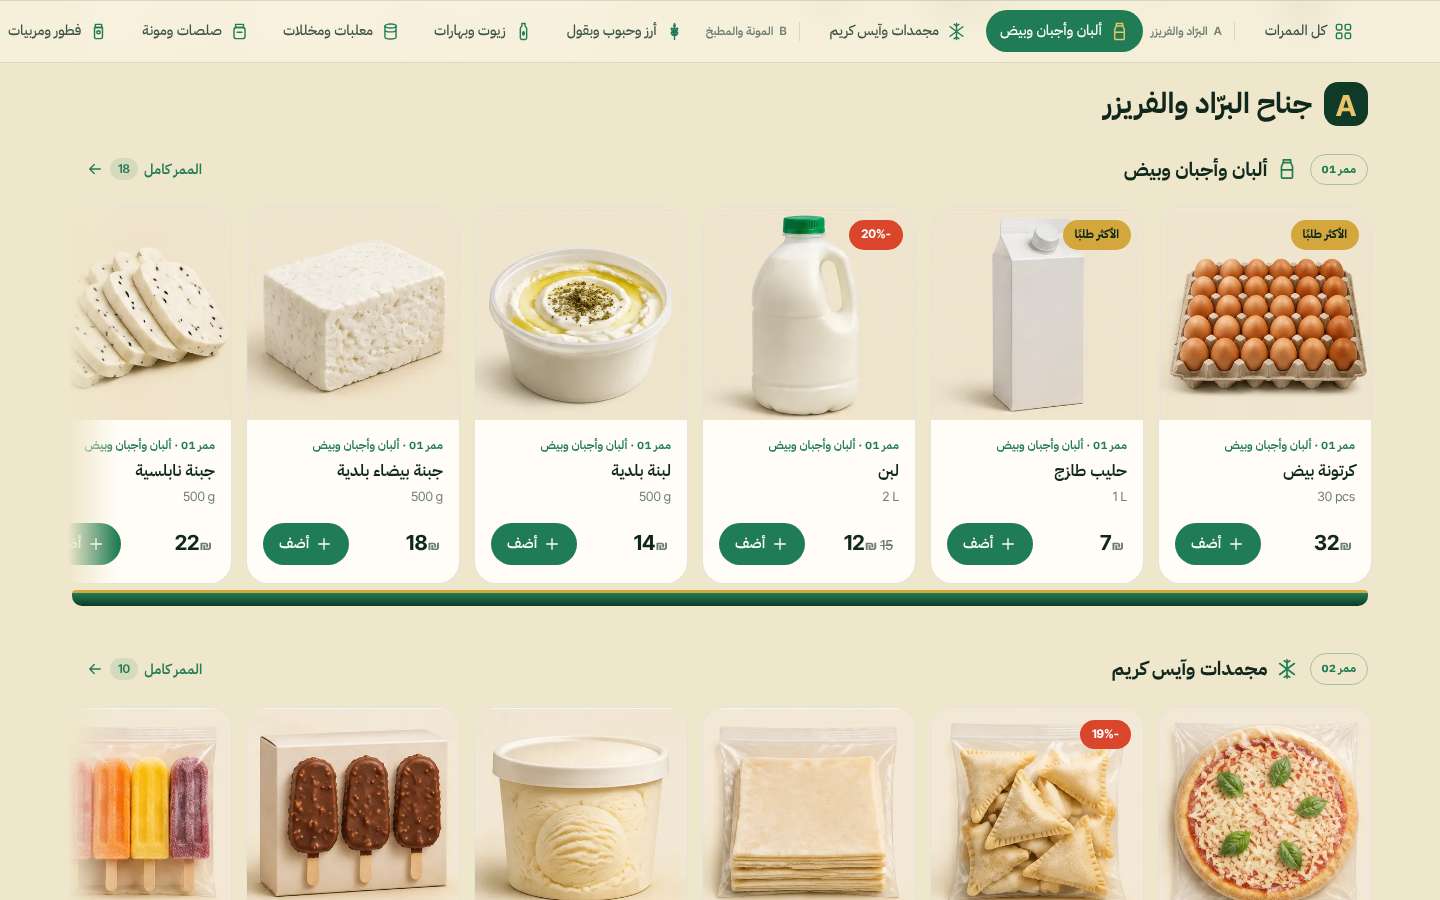 كل الممرات
A البرّاد والفريزر
ألبان وأجبان وبيض
مجمدات وآيس كريم
B المونة والمطبخ
أرز وحبوب وبقول
زيوت وبهارات
معلبات ومخللات
صلصات ومونة
فطور ومربيات
A جناح البرّاد والفريزر
ممر 01 ألبان وأجبان وبيض
الممر كامل 18
الأكثر طلبًا
الأكثر طلبًا
-20%
ممر 01 · ألبان وأجبان وبيض
كرتونة بيض
30 pcs
₪32
أضف
ممر 01 · ألبان وأجبان وبيض
حليب طازج
1 L
₪7
أضف
ممر 01 · ألبان وأجبان وبيض
لبن
2 L
15 ₪12
أضف
ممر 01 · ألبان وأجبان وبيض
لبنة بلدية
500 g
₪14
أضف
ممر 01 · ألبان وأجبان وبيض
جبنة بيضاء بلدية
500 g
₪18
أضف
ممر 01 · ألبان وأجبان وبيض
جبنة نابلسية
500 g
₪22
أضف
ممر 02 مجمدات وآيس كريم
الممر كامل 10
-19%